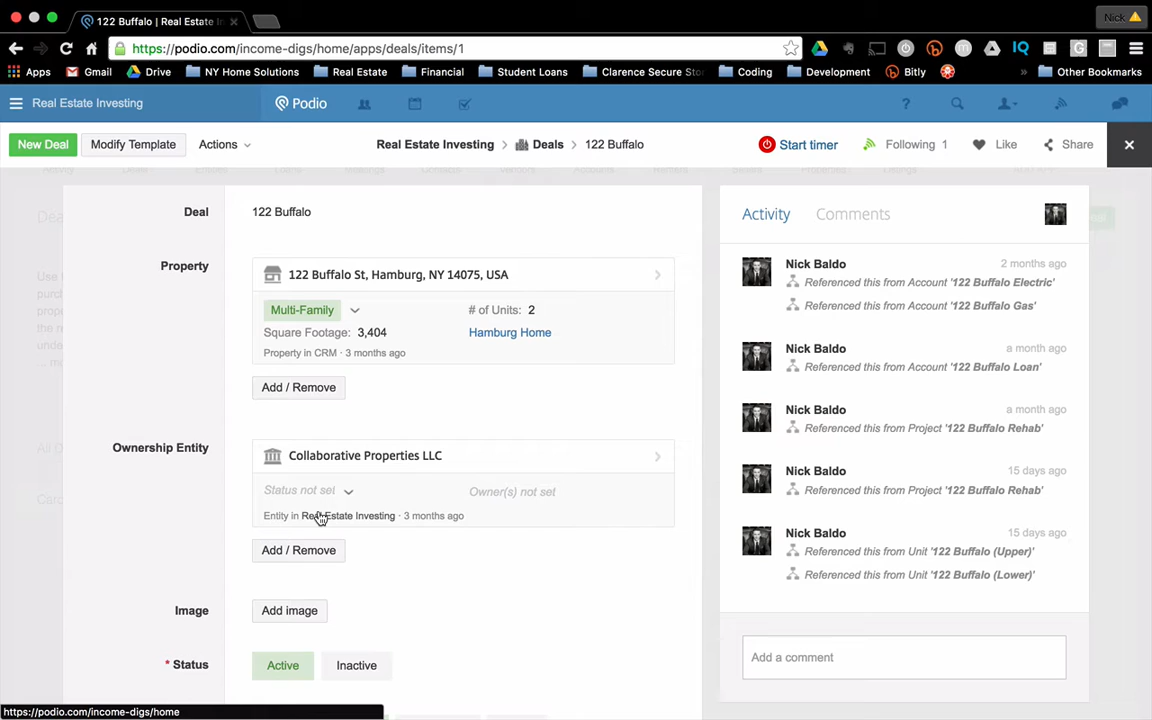 122 Buffalo | Real Estate In
Nick
https://podio.com/income-digs/home/apps/deals/items/1
Apps Gmail Drive NY Home Solutions Real Estate Financial Student Loans Clarence Secure Stor Coding Development Bitly » Other Bookmarks
Real Estate Investing Podio ?
New Deal Modify Template Actions Real Estate Investing > Deals > 122 Buffalo Start timer Following 1 Like Share
Deal 122 Buffalo
Property
122 Buffalo St, Hamburg, NY 14075, USA
Multi-Family # of Units: 2
Square Footage: 3,404 Hamburg Home
Property in CRM · 3 months ago
Add / Remove
Ownership Entity
Collaborative Properties LLC
Status not set Owner(s) not set
Entity in Real Estate Investing · 3 months ago
Add / Remove
Image Add image
* Status Active Inactive
Activity Comments
Nick Baldo 2 months ago
Referenced this from Account '122 Buffalo Electric'
Referenced this from Account '122 Buffalo Gas'
Nick Baldo a month ago
Referenced this from Account '122 Buffalo Loan'
Nick Baldo a month ago
Referenced this from Project '122 Buffalo Rehab'
Nick Baldo 15 days ago
Referenced this from Project '122 Buffalo Rehab'
Nick Baldo 15 days ago
Referenced this from Unit '122 Buffalo (Upper)'
Referenced this from Unit '122 Buffalo (Lower)'
Add a comment
https://podio.com/income-digs/home